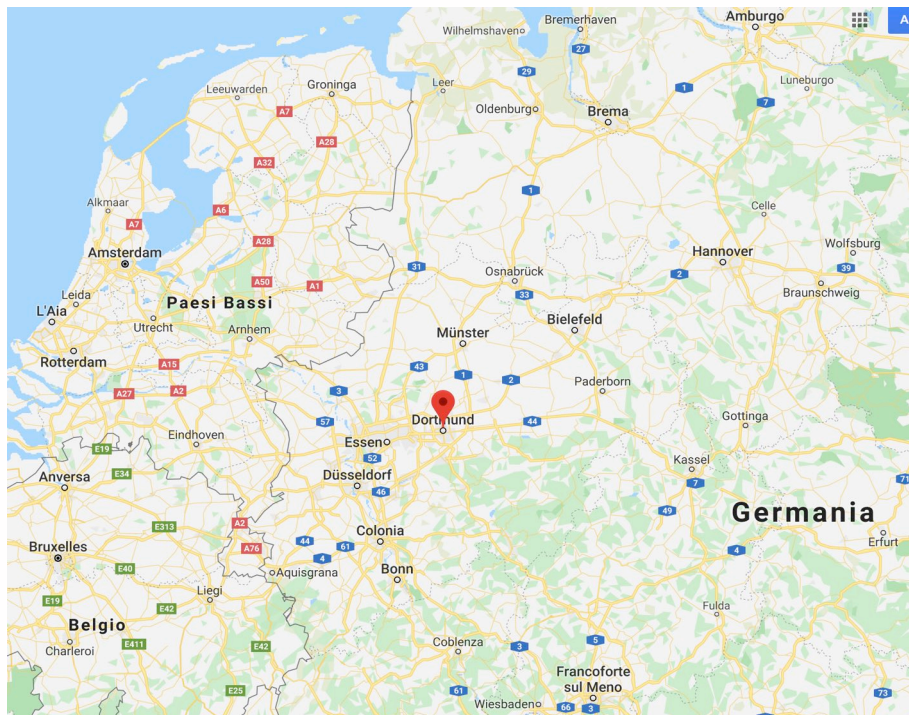 Amburgo
A
Bremerhaven
Wilhelmshaven
27
29
1
Leer
Groninga
Leeuwarden
Luneburgo
7
Oldenburg
Brema
A7
A28
A32
1
Alkmaar
A6
Celle
A7
A28
Amsterdam
Hannover
Wolfsburg
31
Osnabrück
2
39
A50
A1
Leida
Paesi Bassi
33
Braunschweig
L'Aia
Utrecht
Arnhem
Bielefeld
Münster
Rotterdam
A15
43
1
2
Paderborn
A27
A2
3
Gottinga
57
Dortmund
44
Eindhoven
Essen
E19
52
Kassel
Anversa
E34
Düsseldorf
46
7
71
49
Germania
A2
E313
Colonia
44
61
4
Erfurt
Bruxelles
A76
4
E40
Aquisgrana
Bonn
E19
Liegi
E42
Fulda
Belgio
E411
E42
Coblenza
3
5
Charleroi
Francoforte
sul Meno
E25
61
Wiesbaden
66
3
73